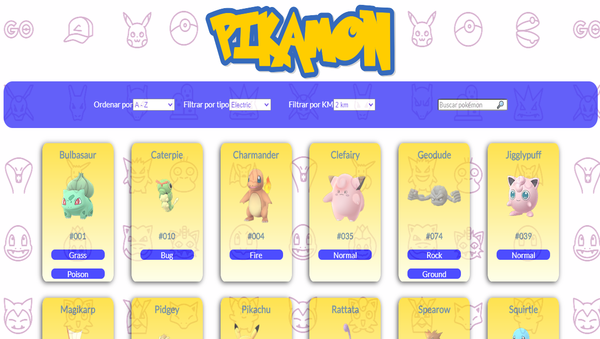 GO
PIKAMON
GO
Ordenar por A - Z Filtrar por tipo Electric Filtrar por KM 2 km Buscar pokémon
Bulbasaur Caterpie Charmander Clefairy Geodude Jigglypuff
#001 #010 #004 #035 #074 #039
Grass Bug Fire Normal Rock Normal
Poison Ground
Magikarp Pidgey Pikachu Rattata Spearow Squirtle